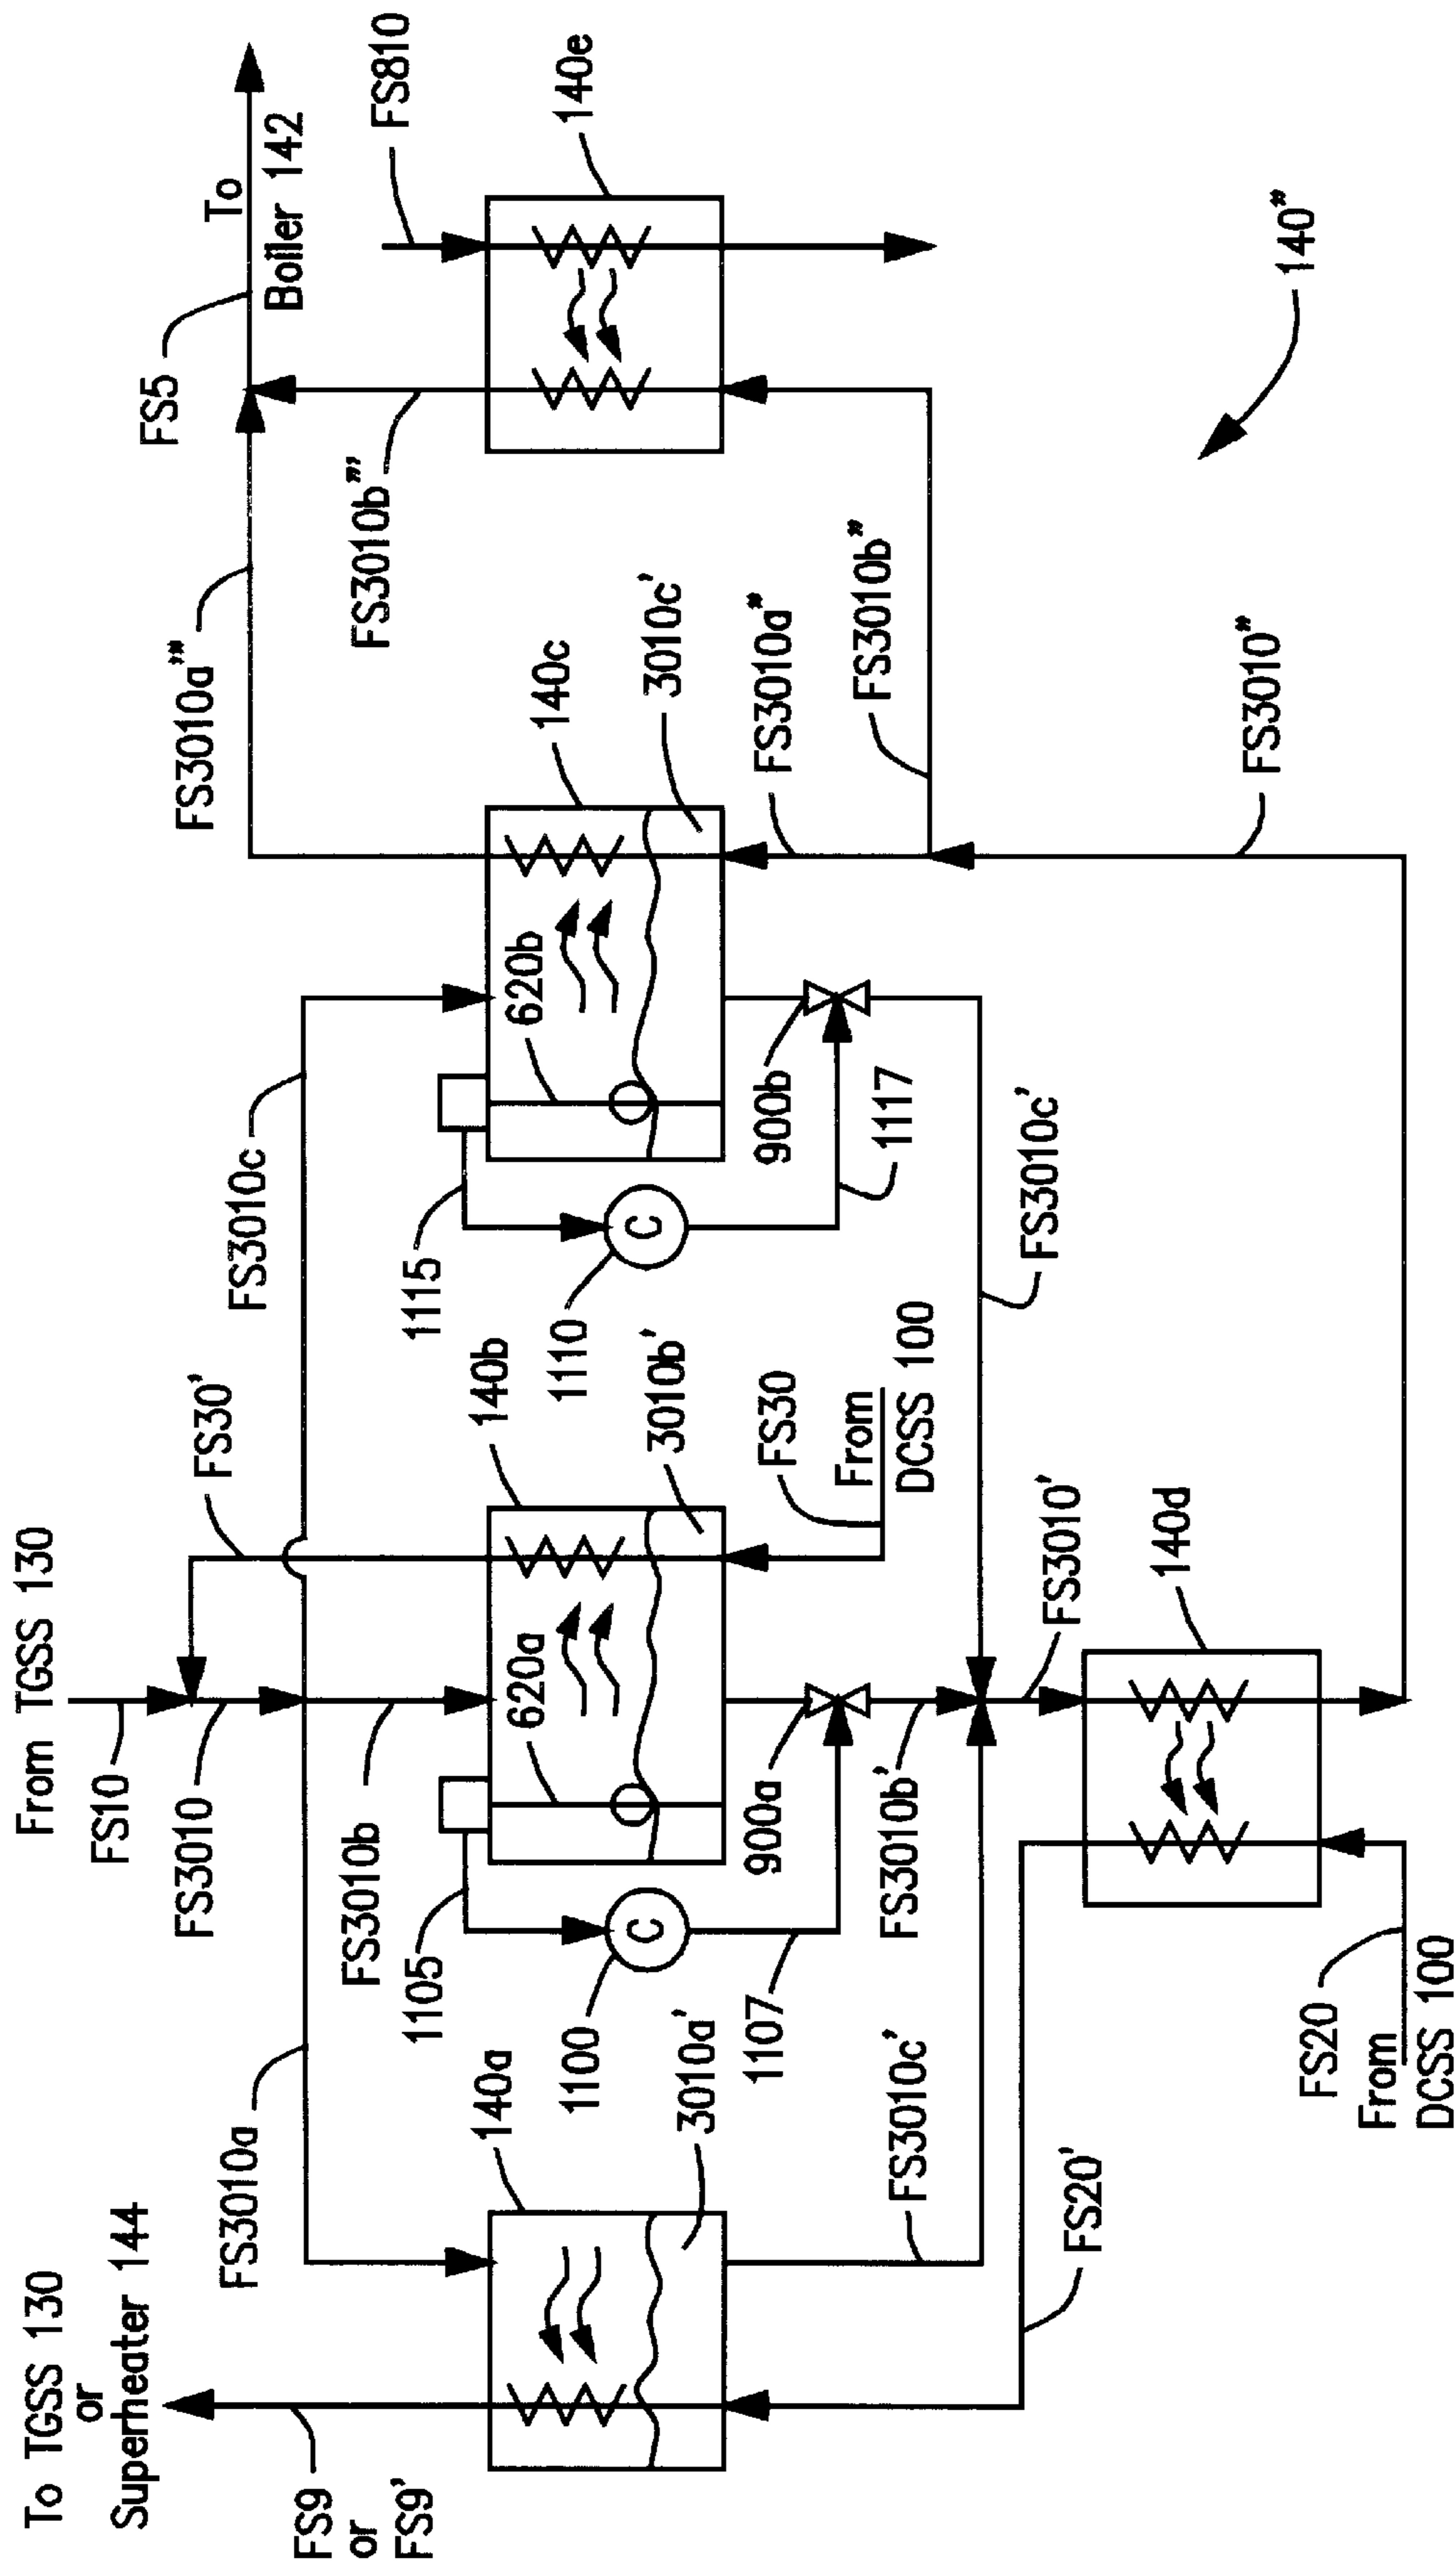 To TGSS 130
or
Superheater 144
FS9
or
FS9'
FS3010a
140a
3010a'
FS3010c'
FS20'
From TGSS 130
FS10
FS3010
FS30'
FS3010b
1105
1100
C
1107
620a
140b
3010b'
900a
FS3010b'
FS30
From
DCSS 100
FS3010'
140d
FS20
From
DCSS 100
FS3010c
1115
1110
C
1117
620b
140c
3010c'
900b
FS3010c'
FS3010a"
FS3010b"
FS3010"
FS3010a'"
FS3010b'"
FS5
To
Boiler 142
FS810
140e
140"